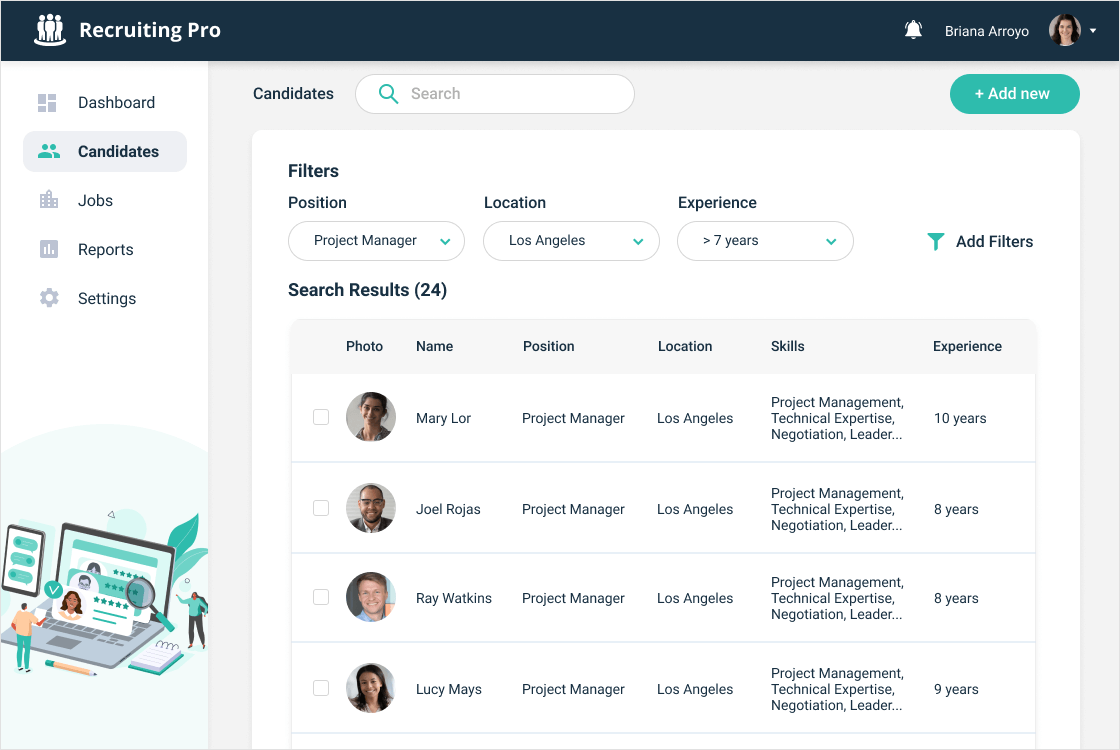 Recruiting Pro
Briana Arroyo
Dashboard
Candidates
Jobs
Reports
Settings
Candidates
Search
+ Add new
Filters
Position
Location
Experience
Project Manager
Los Angeles
> 7 years
Add Filters
Search Results (24)
Photo Name Position Location Skills Experience
Mary Lor Project Manager Los Angeles
Project Management,
Technical Expertise,
Negotiation, Leader...
10 years
Joel Rojas Project Manager Los Angeles
Project Management,
Technical Expertise,
Negotiation, Leader...
8 years
Ray Watkins Project Manager Los Angeles
Project Management,
Technical Expertise,
Negotiation, Leader...
8 years
Lucy Mays Project Manager Los Angeles
Project Management,
Technical Expertise,
Negotiation, Leader...
9 years